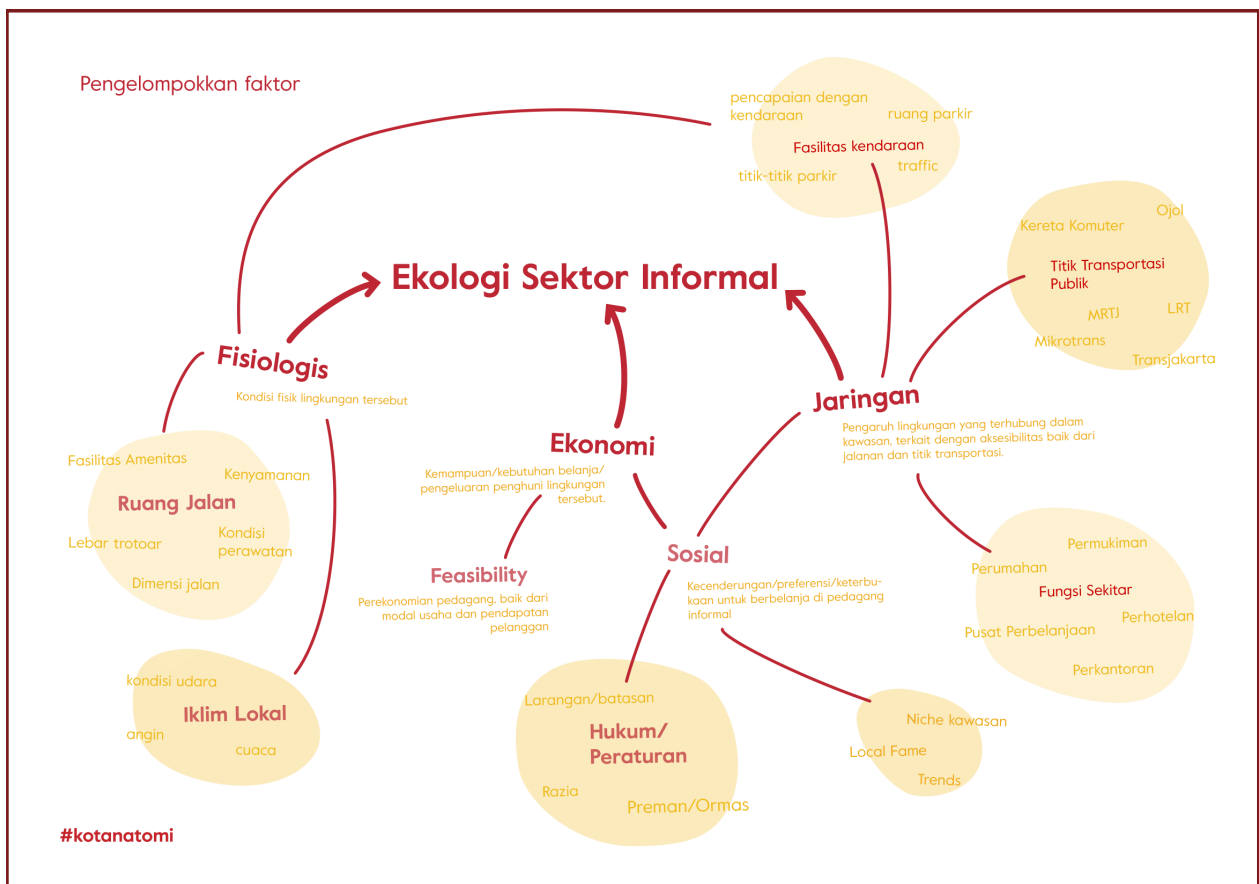 Pengelompokkan faktor
pencapaian dengan
kendaraan
ruang parkir
Fasilitas kendaraan
titik-titik parkir
traffic
Kereta Komuter
Ojol
Titik Transportasi
Publik
MRTJ
LRT
Mikrotrans
Transjakarta
Ekologi Sektor Informal
Fisiologis
Kondisi fisik lingkungan tersebut
Jaringan
Pengaruh lingkungan yang terhubung dalam
kawasan, terkait dengan aksesibilitas baik dari
jalanan dan titik transportasi.
Ekonomi
Kemampuan/kebutuhan belanja/
pengeluaran penghuni lingkungan
tersebut.
Fasilitas Amenitas
Kenyamanan
Ruang Jalan
Lebar trotoar
Kondisi
perawatan
Dimensi jalan
Feasibility
Perekonomian pedagang, baik dari
modal usaha dan pendapatan
pelanggan
Sosial
Kecenderungan/preferensi/keterbu-
kaan untuk berbelanja di pedagang
informal
Permukiman
Perumahan
Fungsi Sekitar
Perhotelan
Pusat Perbelanjaan
Perkantoran
kondisi udara
Iklim Lokal
angin
cuaca
Larangan/batasan
Hukum/
Peraturan
Razia
Preman/Ormas
Niche kawasan
Local Fame
Trends
#kotanatomi